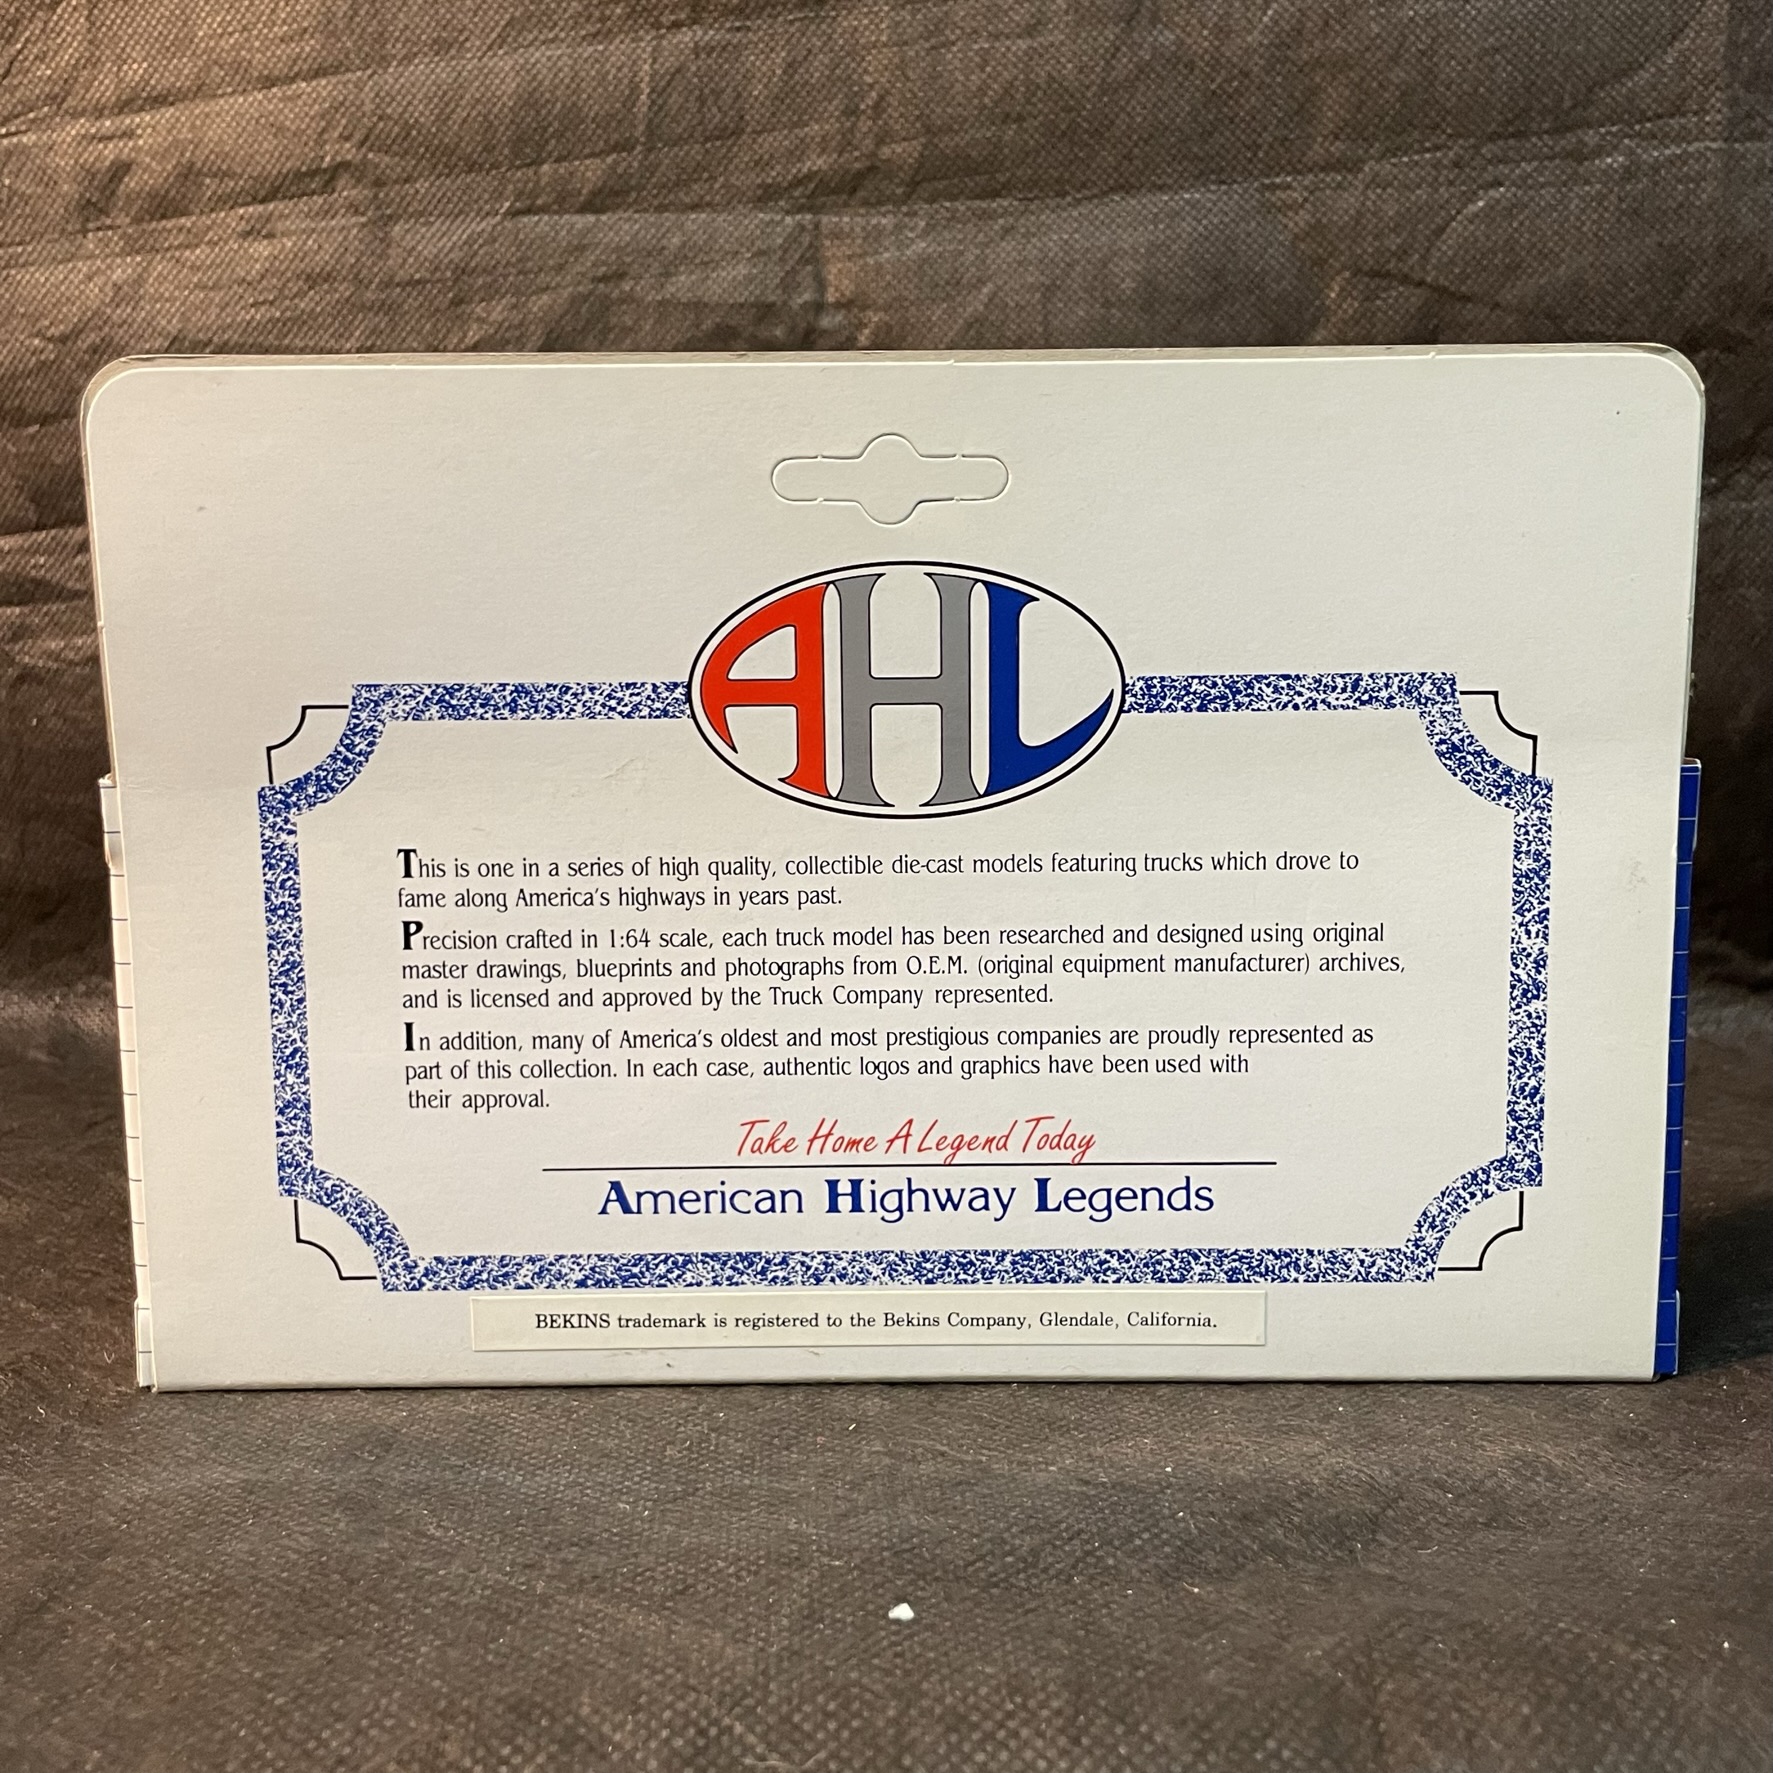 AHL
This is one in a series of high quality, collectible die-cast models featuring trucks which drove to
fame along America's highways in years past.
Precision crafted in 1:64 scale, each truck model has been researched and designed using original
master drawings, blueprints and photographs from O.E.M. (original equipment manufacturer) archives,
and is licensed and approved by the Truck Company represented.
In addition, many of America's oldest and most prestigious companies are proudly represented as
part of this collection. In each case, authentic logos and graphics have been used with
their approval.
Take Home A Legend Today
American Highway Legends
BEKINS trademark is registered to the Bekins Company, Glendale, California.